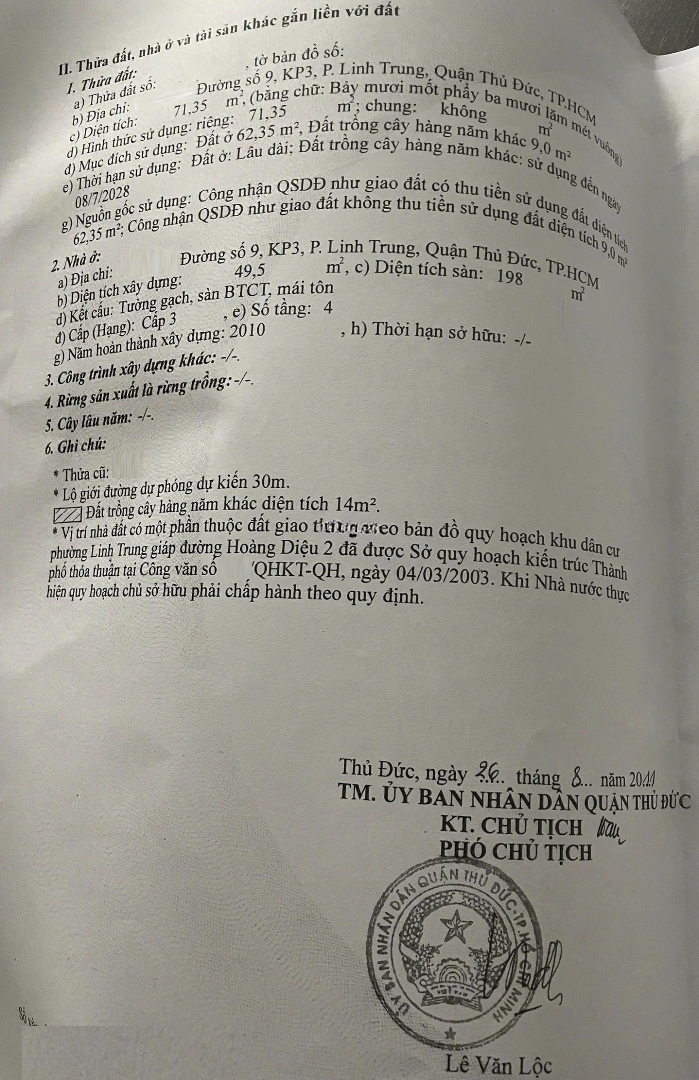 II. Thửa đất, nhà ở và tài sản khác gắn liền với đất
1. Thửa đất:
a) Thửa đất số: , tờ bản đồ số:
b) Địa chỉ: Đường số 9, KP3, P. Linh Trung, Quận Thủ Đức, TP.HCM
c) Diện tích: 71,35 m², (bằng chữ: Bảy mươi mốt phẩy ba mươi lăm mét vuông)
d) Hình thức sử dụng: riêng: 71,35 m²; chung: không m²
đ) Mục đích sử dụng: Đất ở 62,35 m², Đất trồng cây hàng năm khác 9,0 m²
e) Thời hạn sử dụng: Đất ở: Lâu dài; Đất trồng cây hàng năm khác: sử dụng đến ngày
08/7/2028
g) Nguồn gốc sử dụng: Công nhận QSDĐ như giao đất có thu tiền sử dụng đất diện tích
62,35 m²; Công nhận QSDĐ như giao đất không thu tiền sử dụng đất diện tích 9,0 m²
2. Nhà ở:
a) Địa chỉ: Đường số 9, KP3, P. Linh Trung, Quận Thủ Đức, TP.HCM
b) Diện tích xây dựng: 49,5 m², c) Diện tích sàn: 198 m²
d) Kết cấu: Tường gạch, sàn BTCT, mái tôn
đ) Cấp (Hạng): Cấp 3 , e) Số tầng: 4
g) Năm hoàn thành xây dựng: 2010 , h) Thời hạn sở hữu: -/-
3. Công trình xây dựng khác: -/-.
4. Rừng sản xuất là rừng trồng: -/-.
5. Cây lâu năm: -/-.
6. Ghi chú:
* Thửa cũ:
* Lộ giới đường dự phóng dự kiến 30m.
Đất trồng cây hàng năm khác diện tích 14m².
* Vị trí nhà đất có một phần thuộc đất giao thông theo bản đồ quy hoạch khu dân cư
phường Linh Trung giáp đường Hoàng Diệu 2 đã được Sở quy hoạch kiến trúc Thành
phố thỏa thuận tại Công văn số 'QHKT-QH, ngày 04/03/2003. Khi Nhà nước thực
hiện quy hoạch chủ sở hữu phải chấp hành theo quy định.
Thủ Đức, ngày 26 tháng 8 năm 2011
TM. ỦY BAN NHÂN DÂN QUẬN THỦ ĐỨC
KT. CHỦ TỊCH
PHÓ CHỦ TỊCH
ỦY BAN NHÂN DÂN QUẬN THỦ ĐỨC-TP.HỒ CHÍ MINH
VIỆT NAM
Lê Văn Lộc